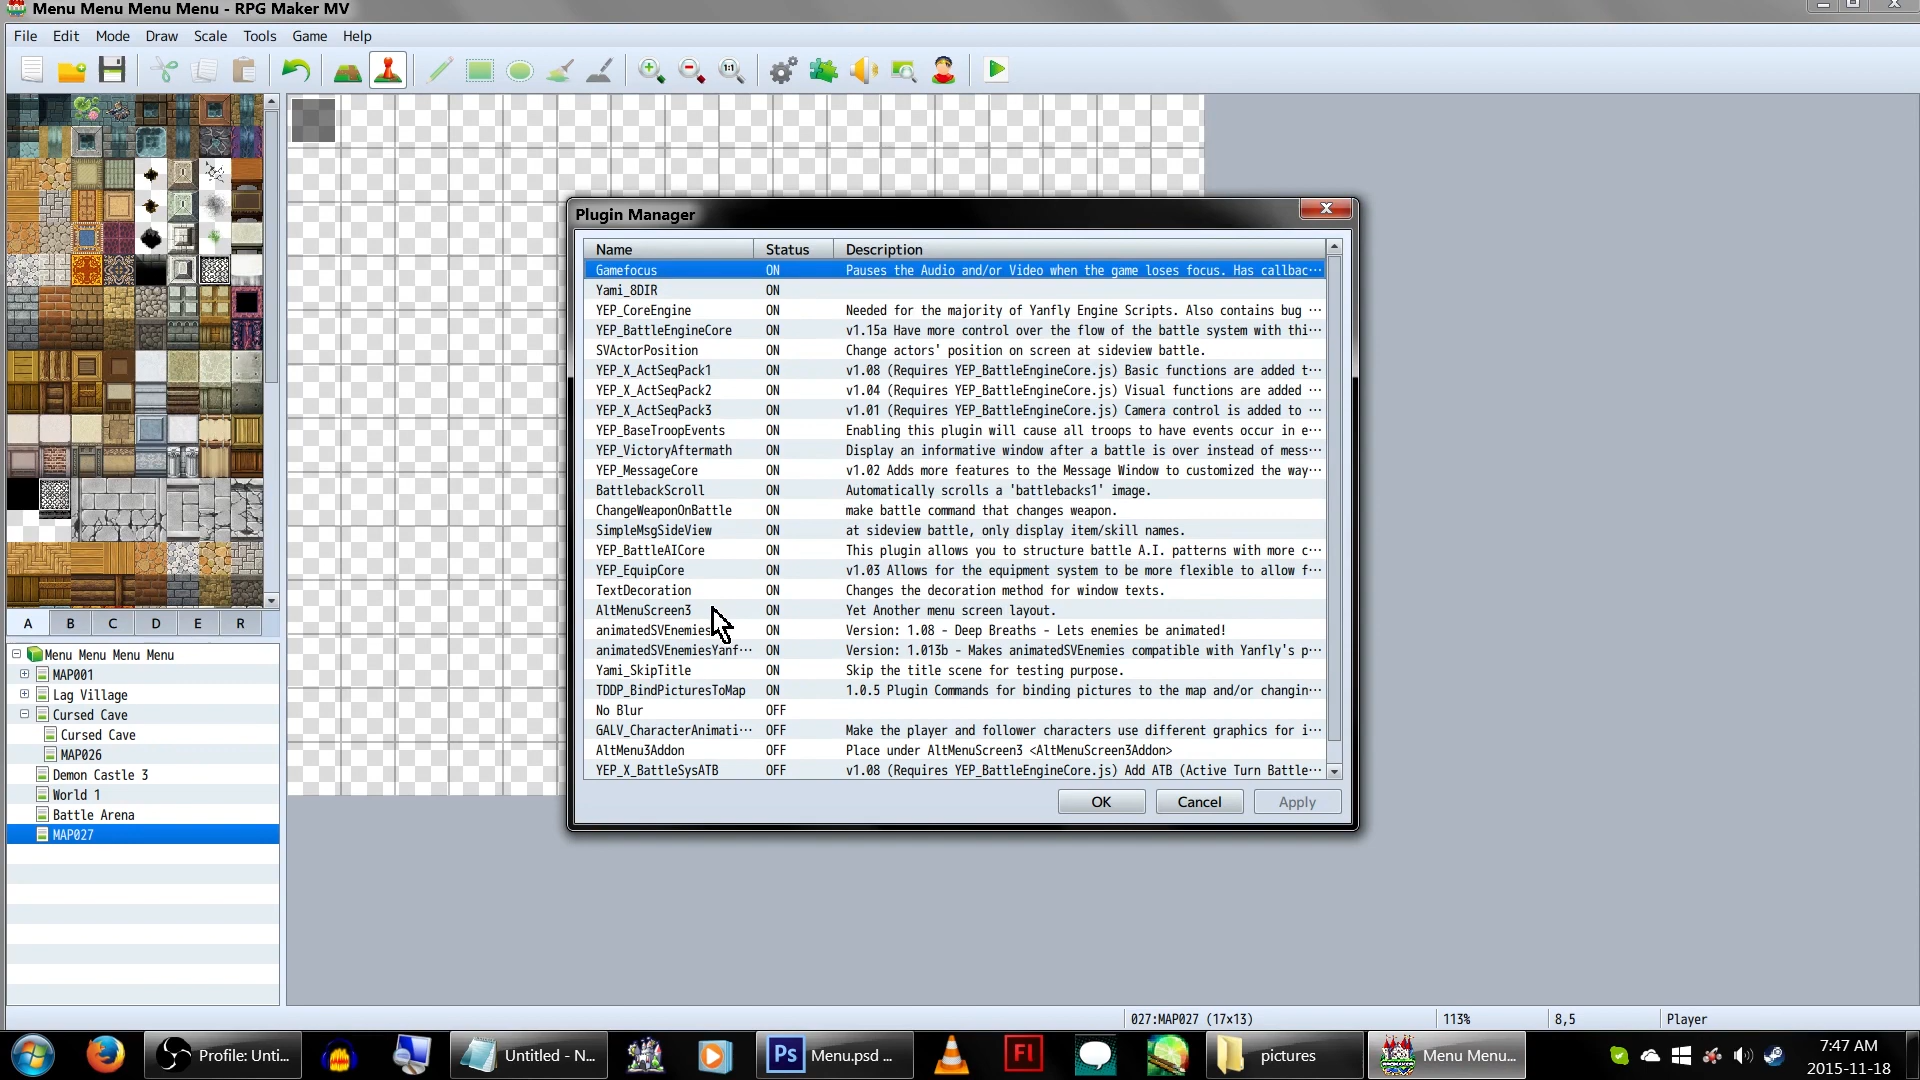 Menu Menu Menu Menu - RPG Maker MV
File Edit Mode Draw Scale Tools Game Help
1:1
Plugin Manager
Name Status Description
Gamefocus ON Pauses the Audio and/or Video when the game loses focus. Has callbac…
Yami_8DIR ON
YEP_CoreEngine ON Needed for the majority of Yanfly Engine Scripts. Also contains bug …
YEP_BattleEngineCore ON v1.15a Have more control over the flow of the battle system with thi…
SVActorPosition ON Change actors' position on screen at sideview battle.
YEP_X_ActSeqPack1 ON v1.08 (Requires YEP_BattleEngineCore.js) Basic functions are added t…
YEP_X_ActSeqPack2 ON v1.04 (Requires YEP_BattleEngineCore.js) Visual functions are added …
YEP_X_ActSeqPack3 ON v1.01 (Requires YEP_BattleEngineCore.js) Camera control is added to …
YEP_BaseTroopEvents ON Enabling this plugin will cause all troops to have events occur in e…
YEP_VictoryAftermath ON Display an informative window after a battle is over instead of mess…
YEP_MessageCore ON v1.02 Adds more features to the Message Window to customized the way…
BattlebackScroll ON Automatically scrolls a 'battlebacks1' image.
ChangeWeaponOnBattle ON make battle command that changes weapon.
SimpleMsgSideView ON at sideview battle, only display item/skill names.
YEP_BattleAICore ON This plugin allows you to structure battle A.I. patterns with more c…
YEP_EquipCore ON v1.03 Allows for the equipment system to be more flexible to allow f…
TextDecoration ON Changes the decoration method for window texts.
AltMenuScreen3 ON Yet Another menu screen layout.
animatedSVEnemies ON Version: 1.08 - Deep Breaths - Lets enemies be animated!
animatedSVEnemiesYanf… ON Version: 1.013b - Makes animatedSVEnemies compatible with Yanfly's p…
Yami_SkipTitle ON Skip the title scene for testing purpose.
TDDP_BindPicturesToMap ON 1.0.5 Plugin Commands for binding pictures to the map and/or changin…
No Blur OFF
GALV_CharacterAnimati… OFF Make the player and follower characters use different graphics for i…
AltMenu3Addon OFF Place under AltMenuScreen3 <AltMenuScreen3Addon>
YEP_X_BattleSysATB OFF v1.08 (Requires YEP_BattleEngineCore.js) Add ATB (Active Turn Battle…
OK Cancel Apply
A B C D E R
Menu Menu Menu Menu
MAP001
Lag Village
Cursed Cave
Cursed Cave
MAP026
Demon Castle 3
World 1
Battle Arena
MAP027
027:MAP027 (17x13) 113% 8,5 Player
Profile: Unti... Untitled - N... Ps Menu.psd ... Fl pictures Menu Menu...
7:47 AM
2015-11-18